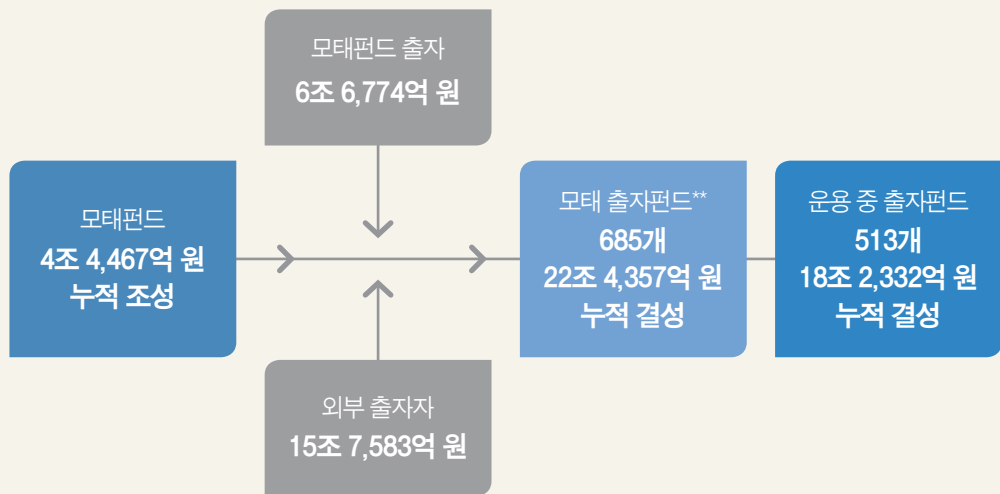 모태펀드 출자
6조 6,774억 원
모태펀드
4조 4,467억 원
누적 조성
모태 출자펀드**
685개
22조 4,357억 원
누적 결성
운용 중 출자펀드
513개
18조 2,332억 원
누적 결성
외부 출자자
15조 7,583억 원